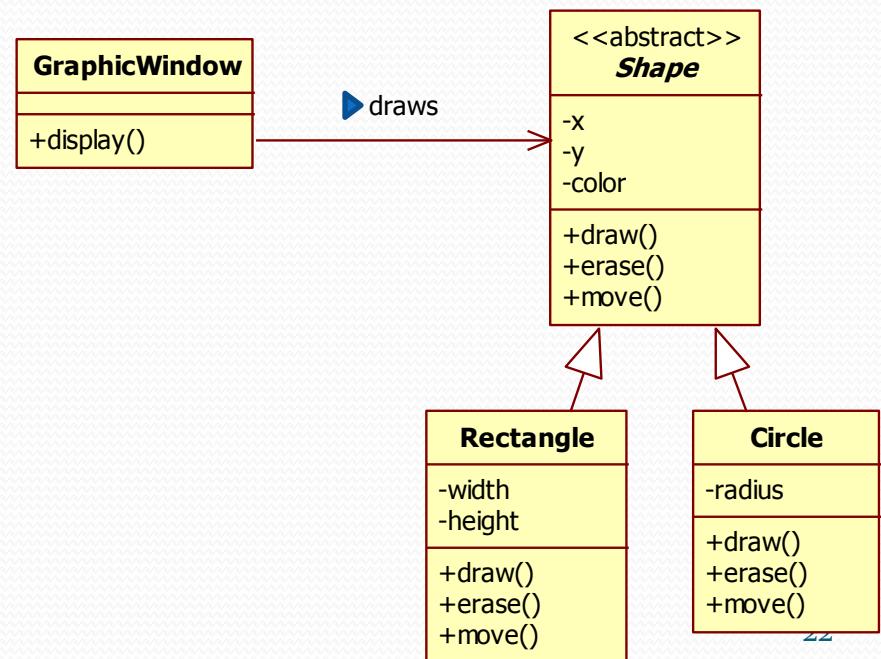 GraphicWindow
+display()
draws
<<abstract>>
Shape
-x
-y
-color
+draw()
+erase()
+move()
Rectangle
-width
-height
+draw()
+erase()
+move()
Circle
-radius
+draw()
+erase()
+move()
22